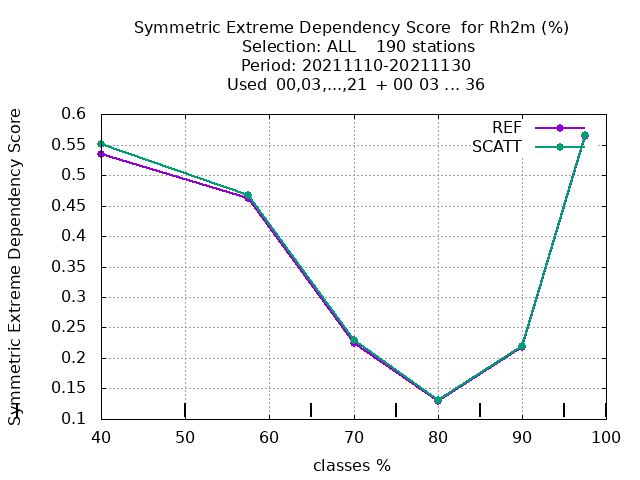 Symmetric Extreme Dependency Score for Rh2m (%)
Selection: ALL 190 stations
Period: 20211110-20211130
Used 00,03,...,21 + 00 03 ... 36
Symmetric Extreme Dependency Score
0.6
0.55
0.5
0.45
0.4
0.35
0.3
0.25
0.2
0.15
0.1
REF
SCATT
40 50 60 70 80 90 100
classes %